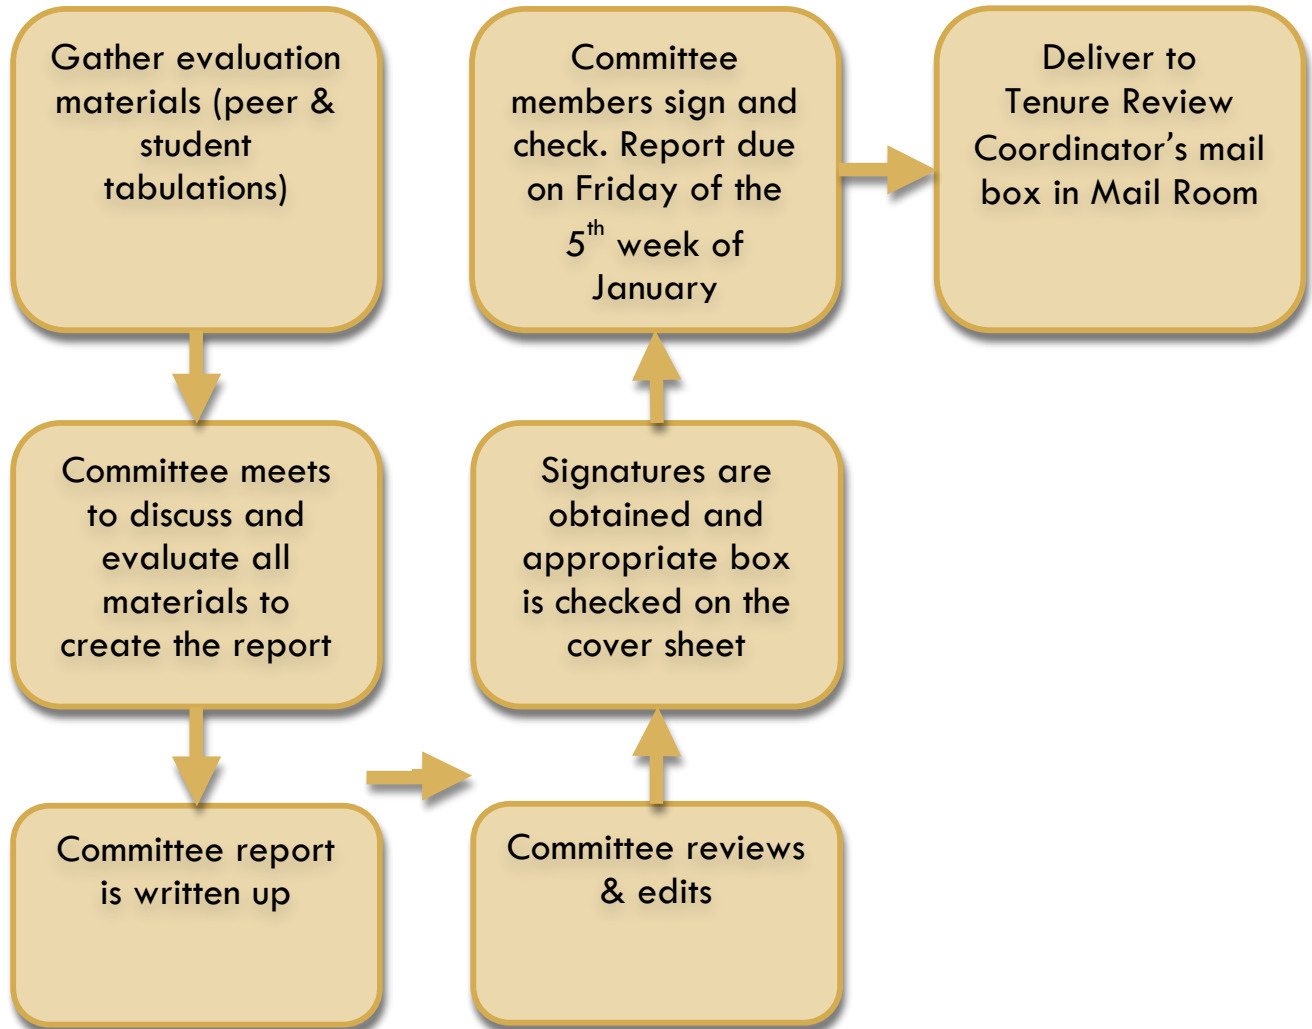 Gather evaluation
materials (peer &
student
tabulations)
Committee meets
to discuss and
evaluate all
materials to
create the report
Committee report
is written up
Committee reviews
& edits
Signatures are
obtained and
appropriate box
is checked on the
cover sheet
Committee
members sign and
check. Report due
on Friday of the
5th week of
January
Deliver to
Tenure Review
Coordinator’s mail
box in Mail Room